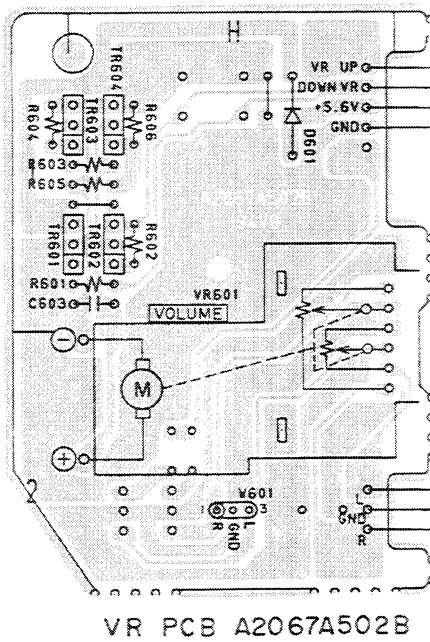 TR604
H
VR UP
DOWN VR
+5.6V
GND
R604
TR603
R606
D601
R603
R605
TR601
TR602
R602
R601
C603
VR601
VOLUME
−
M
+
2
W601
1
3
R
GND
L
L
GND
R
VR PCB A2067A502B